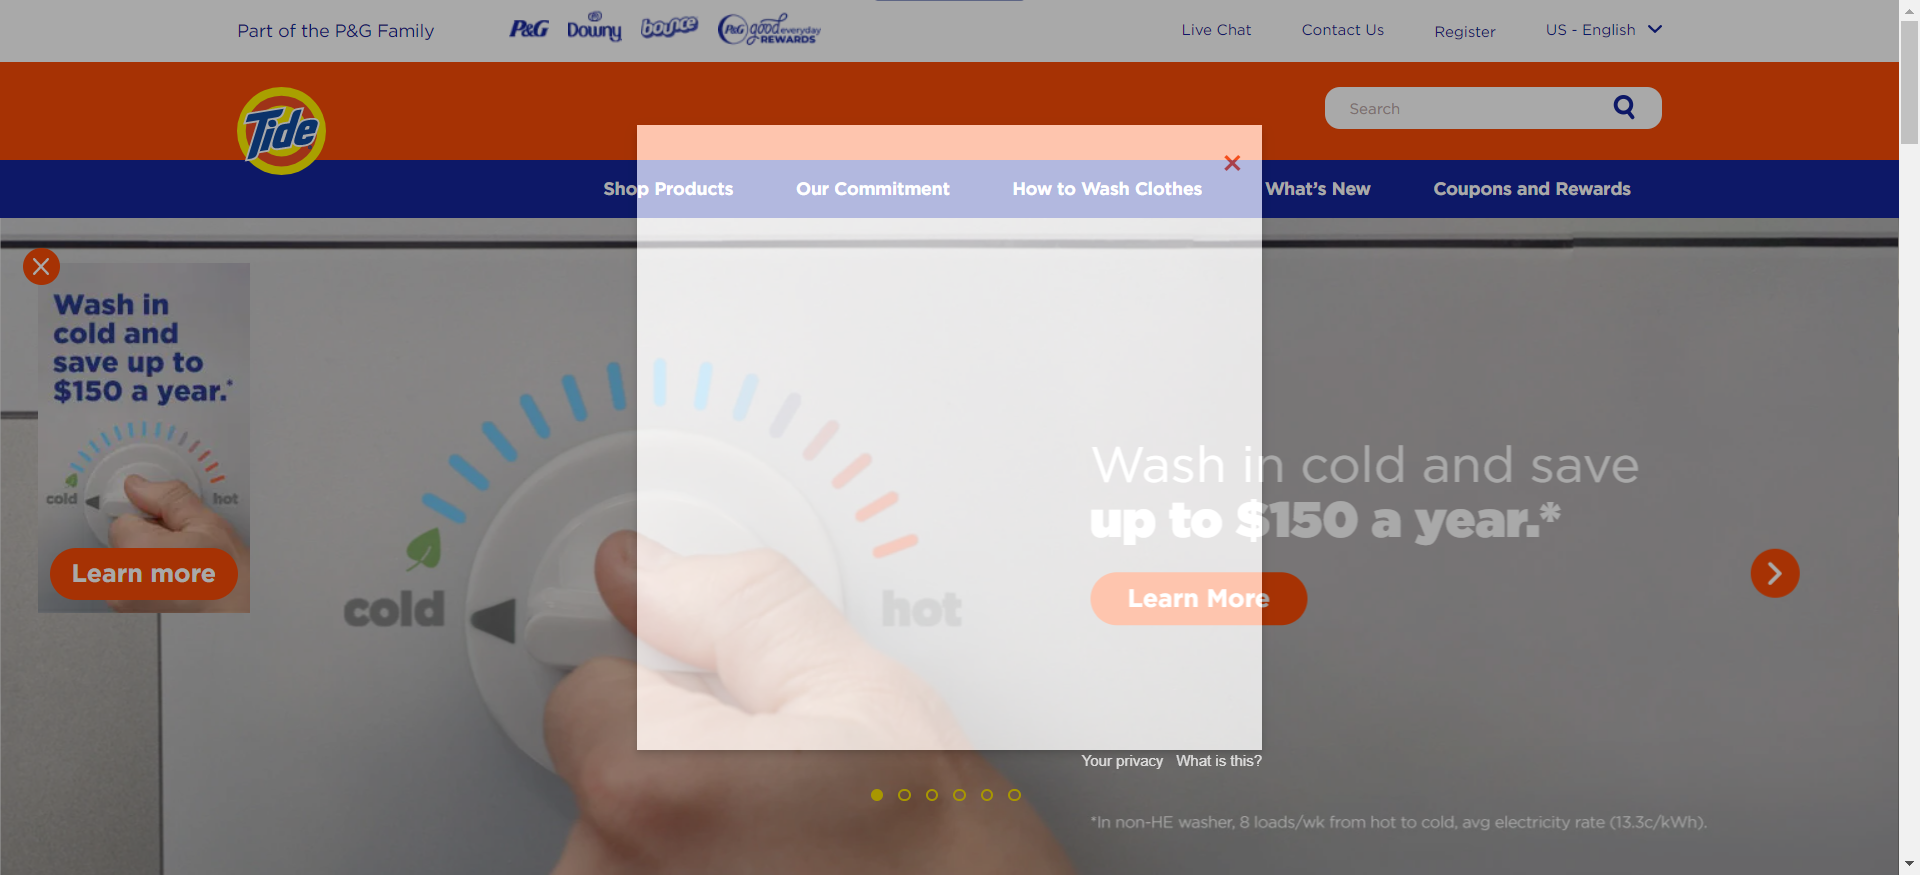 Part of the P&G Family
P&G
Downy
bounce
P&G good everyday REWARDS
Live Chat
Contact Us
Register
US - English
Tide
Search
Shop Products
Our Commitment
How to Wash Clothes
What's New
Coupons and Rewards
Wash in
cold and
save up to
$150 a year.*
cold
hot
Learn more
cold
hot
Wash in cold and save
up to $150 a year.*
Learn More
Your privacy
What is this?
*In non-HE washer, 8 loads/wk from hot to cold, avg electricity rate (13.3c/kWh).